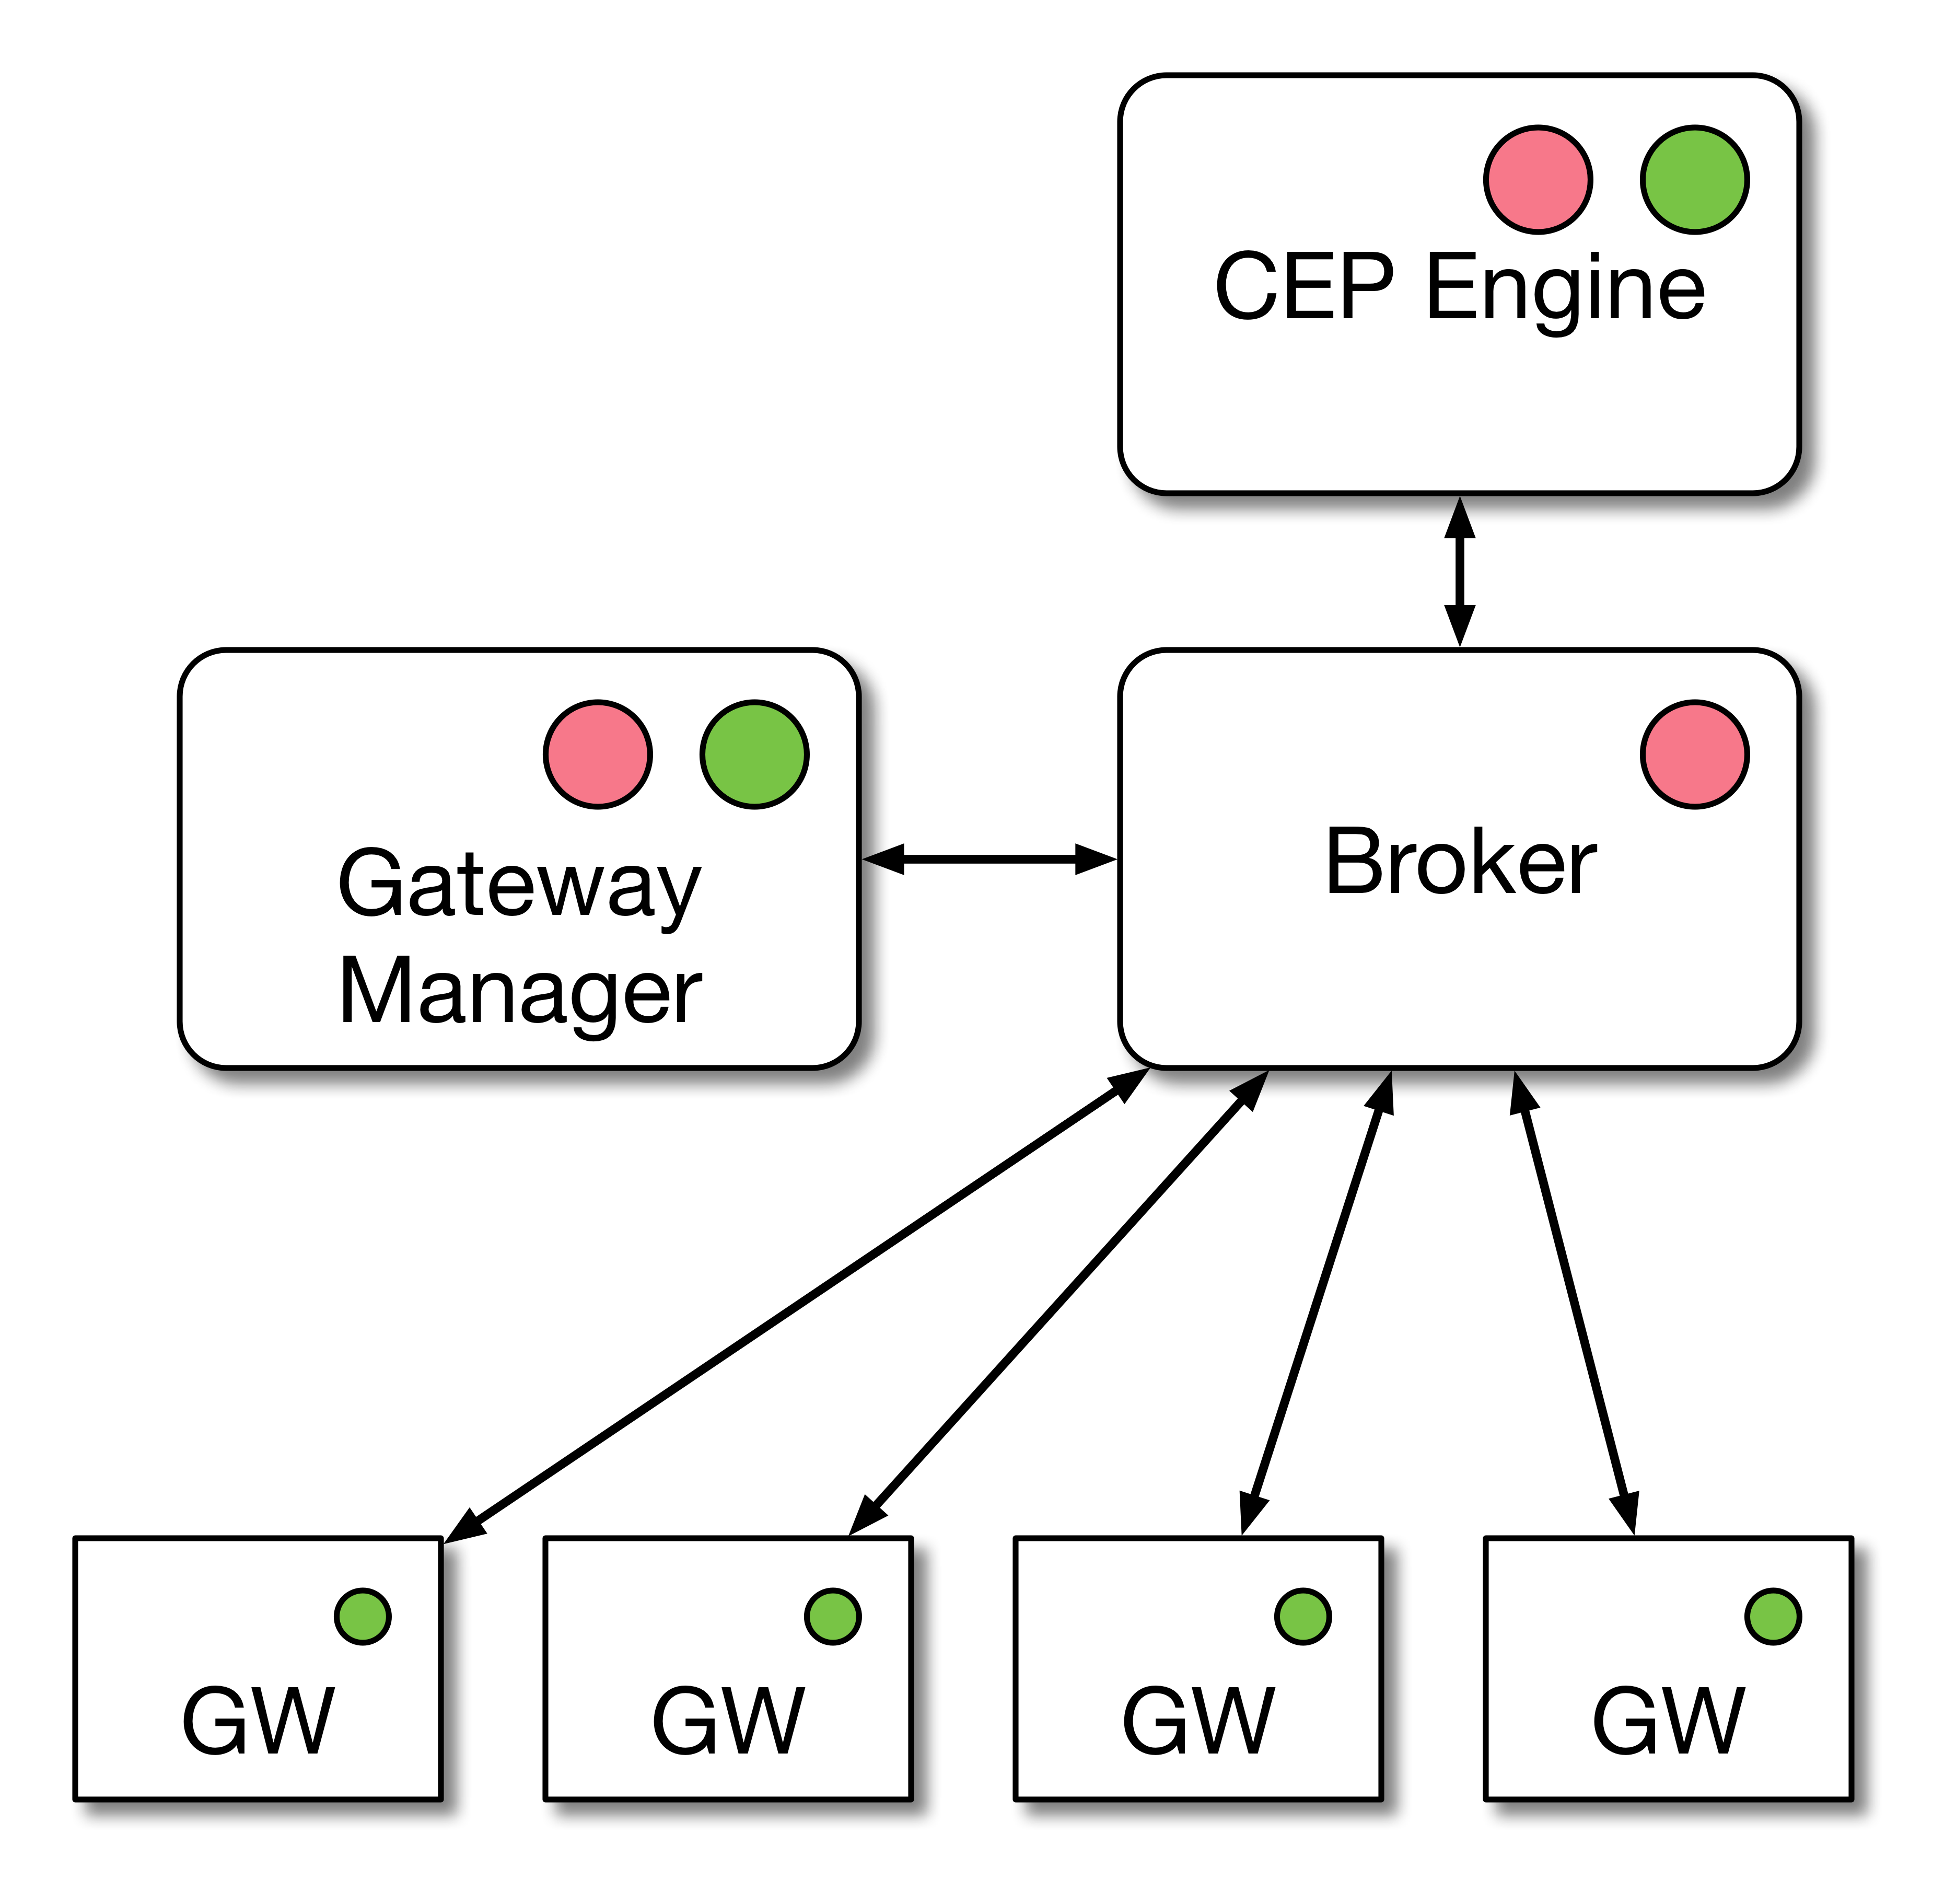 CEP Engine
Gateway
Manager
Broker
GW
GW
GW
GW